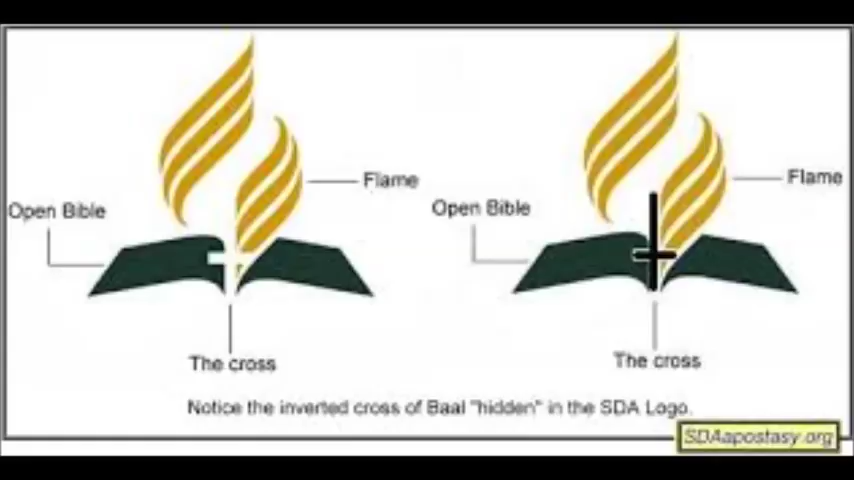 Flame
Open Bible
The cross
Flame
Open Bible
The cross
Notice the inverted cross of Baal "hidden" in the SDA Logo.
SDAapostasy.org